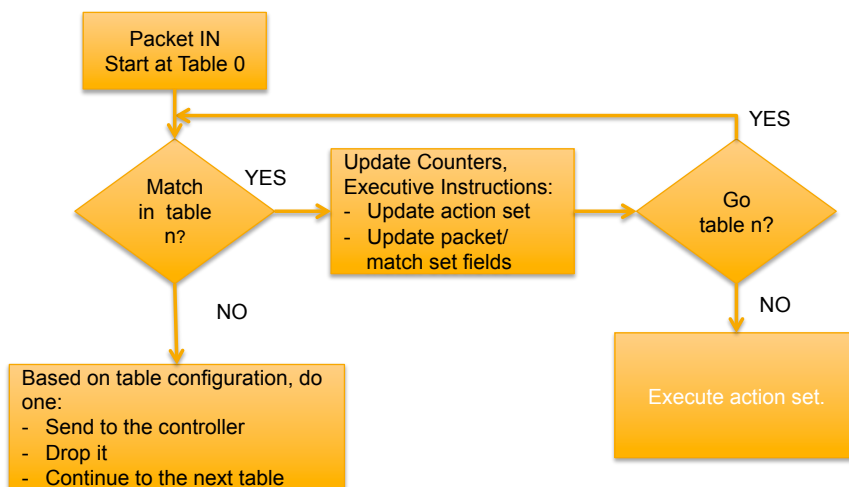 Packet IN
Start at Table 0
YES
Match
in table
n?
YES
Update Counters,
Executive Instructions:
- Update action set
- Update packet/
match set fields
Go
table n?
NO
NO
Based on table configuration, do
one:
- Send to the controller
- Drop it
- Continue to the next table
Execute action set.